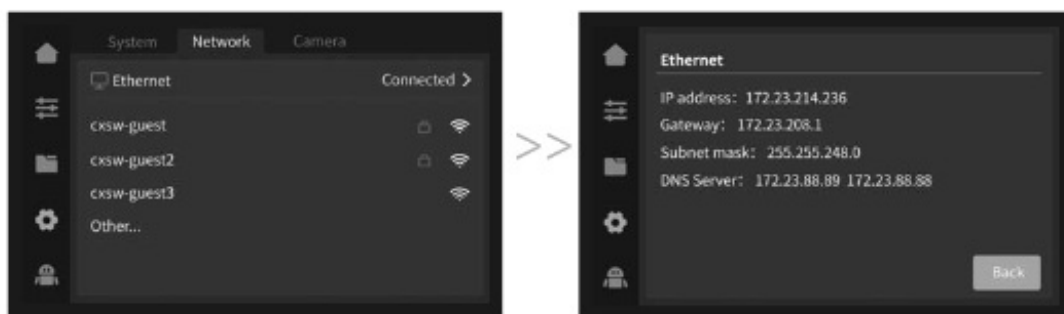 System Network Camera
Ethernet Connected >
cxsw-guest
cxsw-guest2
cxsw-guest3
Other...
>>
Ethernet
IP address: 172.23.214.236
Gateway: 172.23.208.1
Subnet mask: 255.255.248.0
DNS Server: 172.23.88.89 172.23.88.88
Back